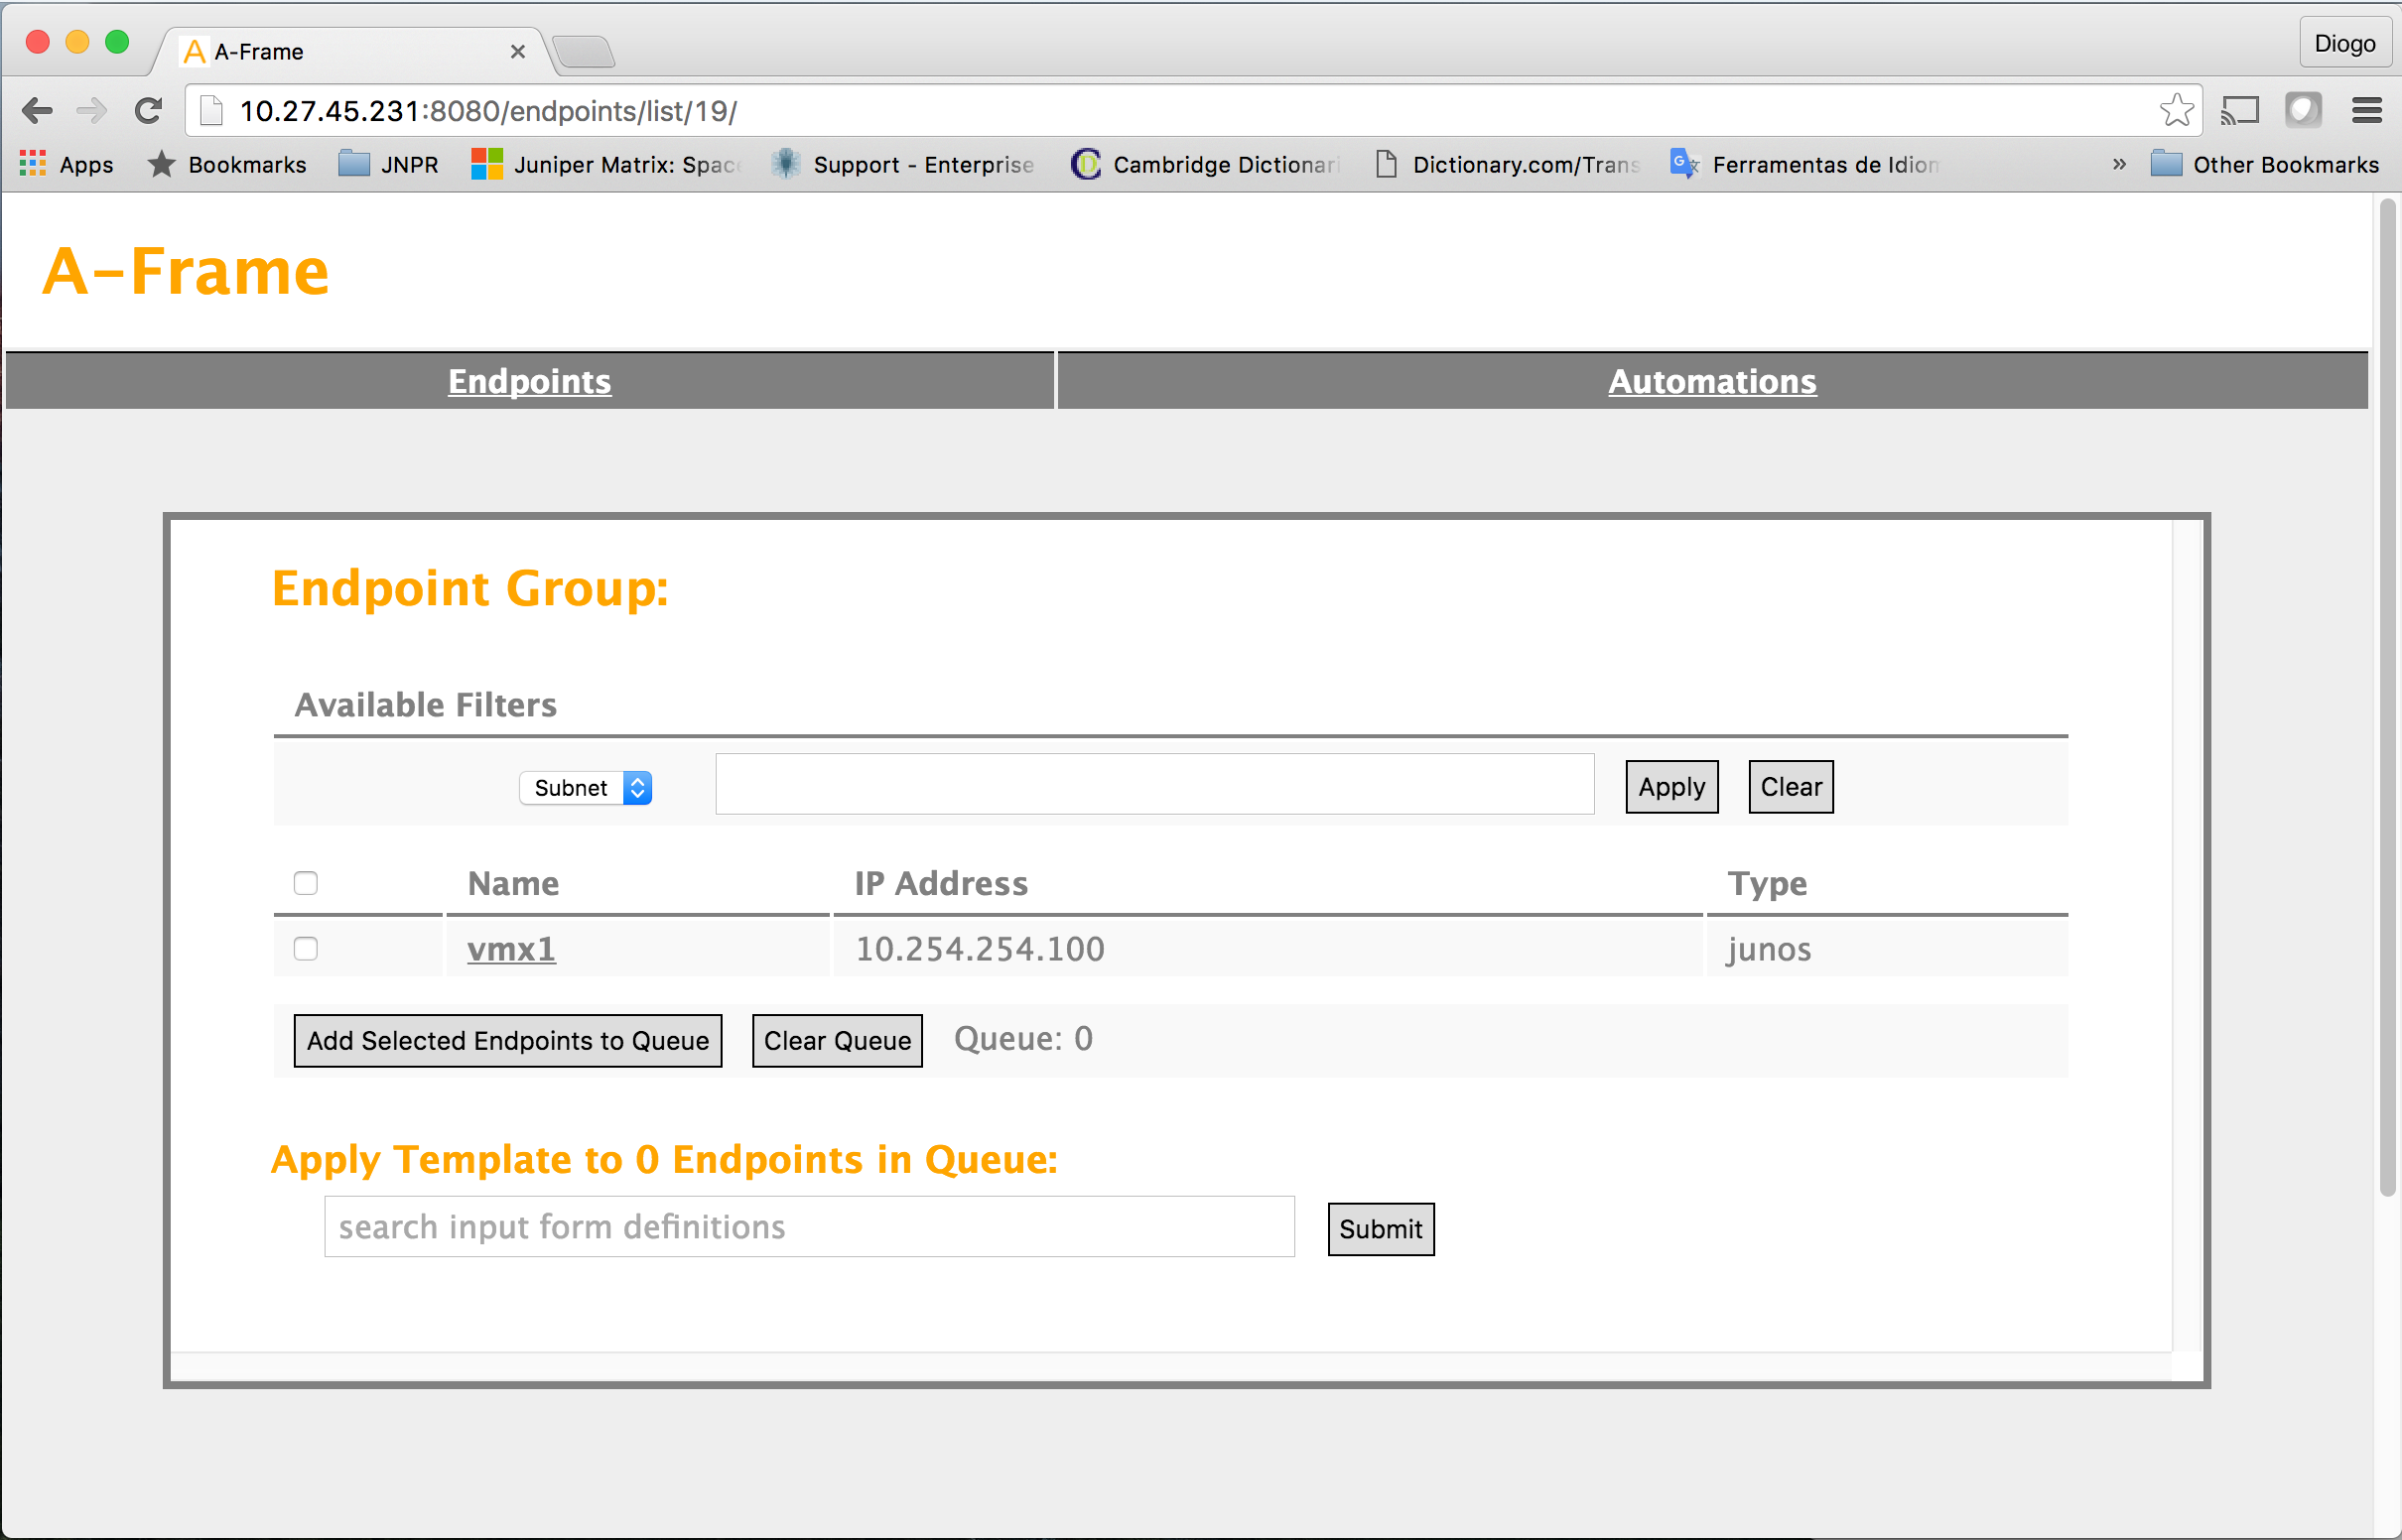 A A-Frame
Diogo
10.27.45.231:8080/endpoints/list/19/
Apps Bookmarks JNPR Juniper Matrix: Space Support - Enterprise Cambridge Dictionari Dictionary.com/Trans Ferramentas de Idiom » Other Bookmarks
A-Frame
Endpoints Automations
Endpoint Group:
Available Filters
Subnet Apply Clear
Name IP Address Type
vmx1 10.254.254.100 junos
Add Selected Endpoints to Queue Clear Queue Queue: 0
Apply Template to 0 Endpoints in Queue:
search input form definitions Submit